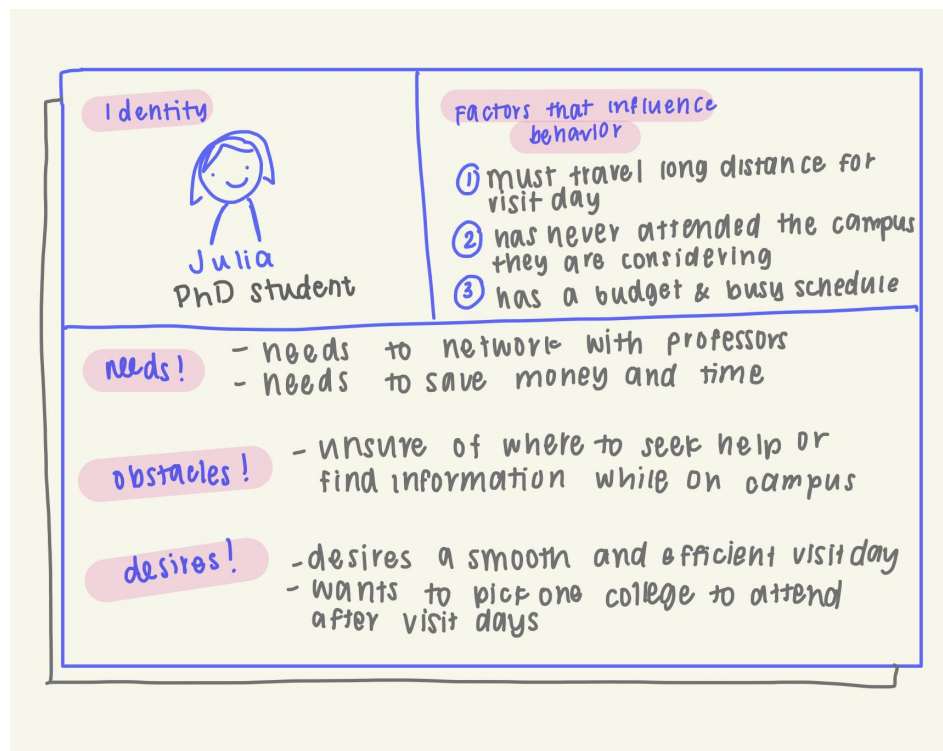 Identity
Julia
PhD student
Factors that influence
behavior
① must travel long distance for
visit day
② has never attended the campus
they are considering
③ has a budget & busy schedule
needs!
- needs to network with professors
- needs to save money and time
obstacles!
- unsure of where to seek help or
find information while on campus
desires!
- desires a smooth and efficient visit day
- wants to pick one college to attend
after visit days